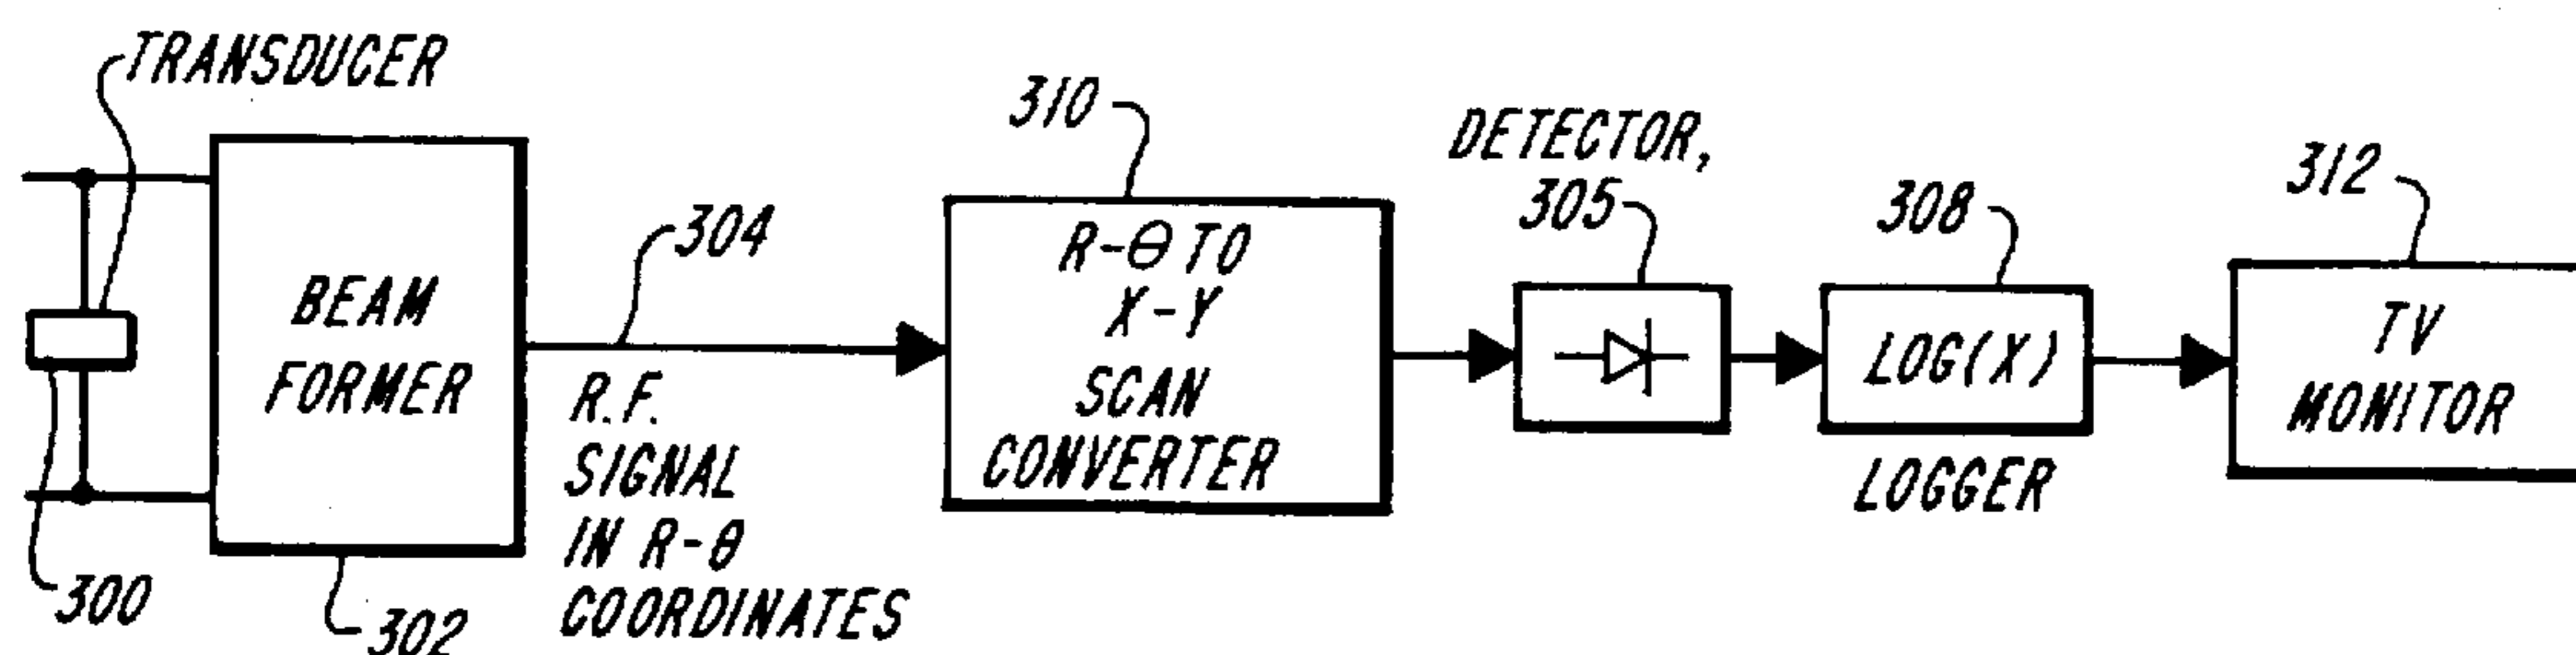 TRANSDUCER
300
BEAM
FORMER
302
304
R.F.
SIGNAL
IN R-θ
COORDINATES
310
R-θ TO
X-Y
SCAN
CONVERTER
DETECTOR,
305
308
LOG(X)
LOGGER
312
TV
MONITOR